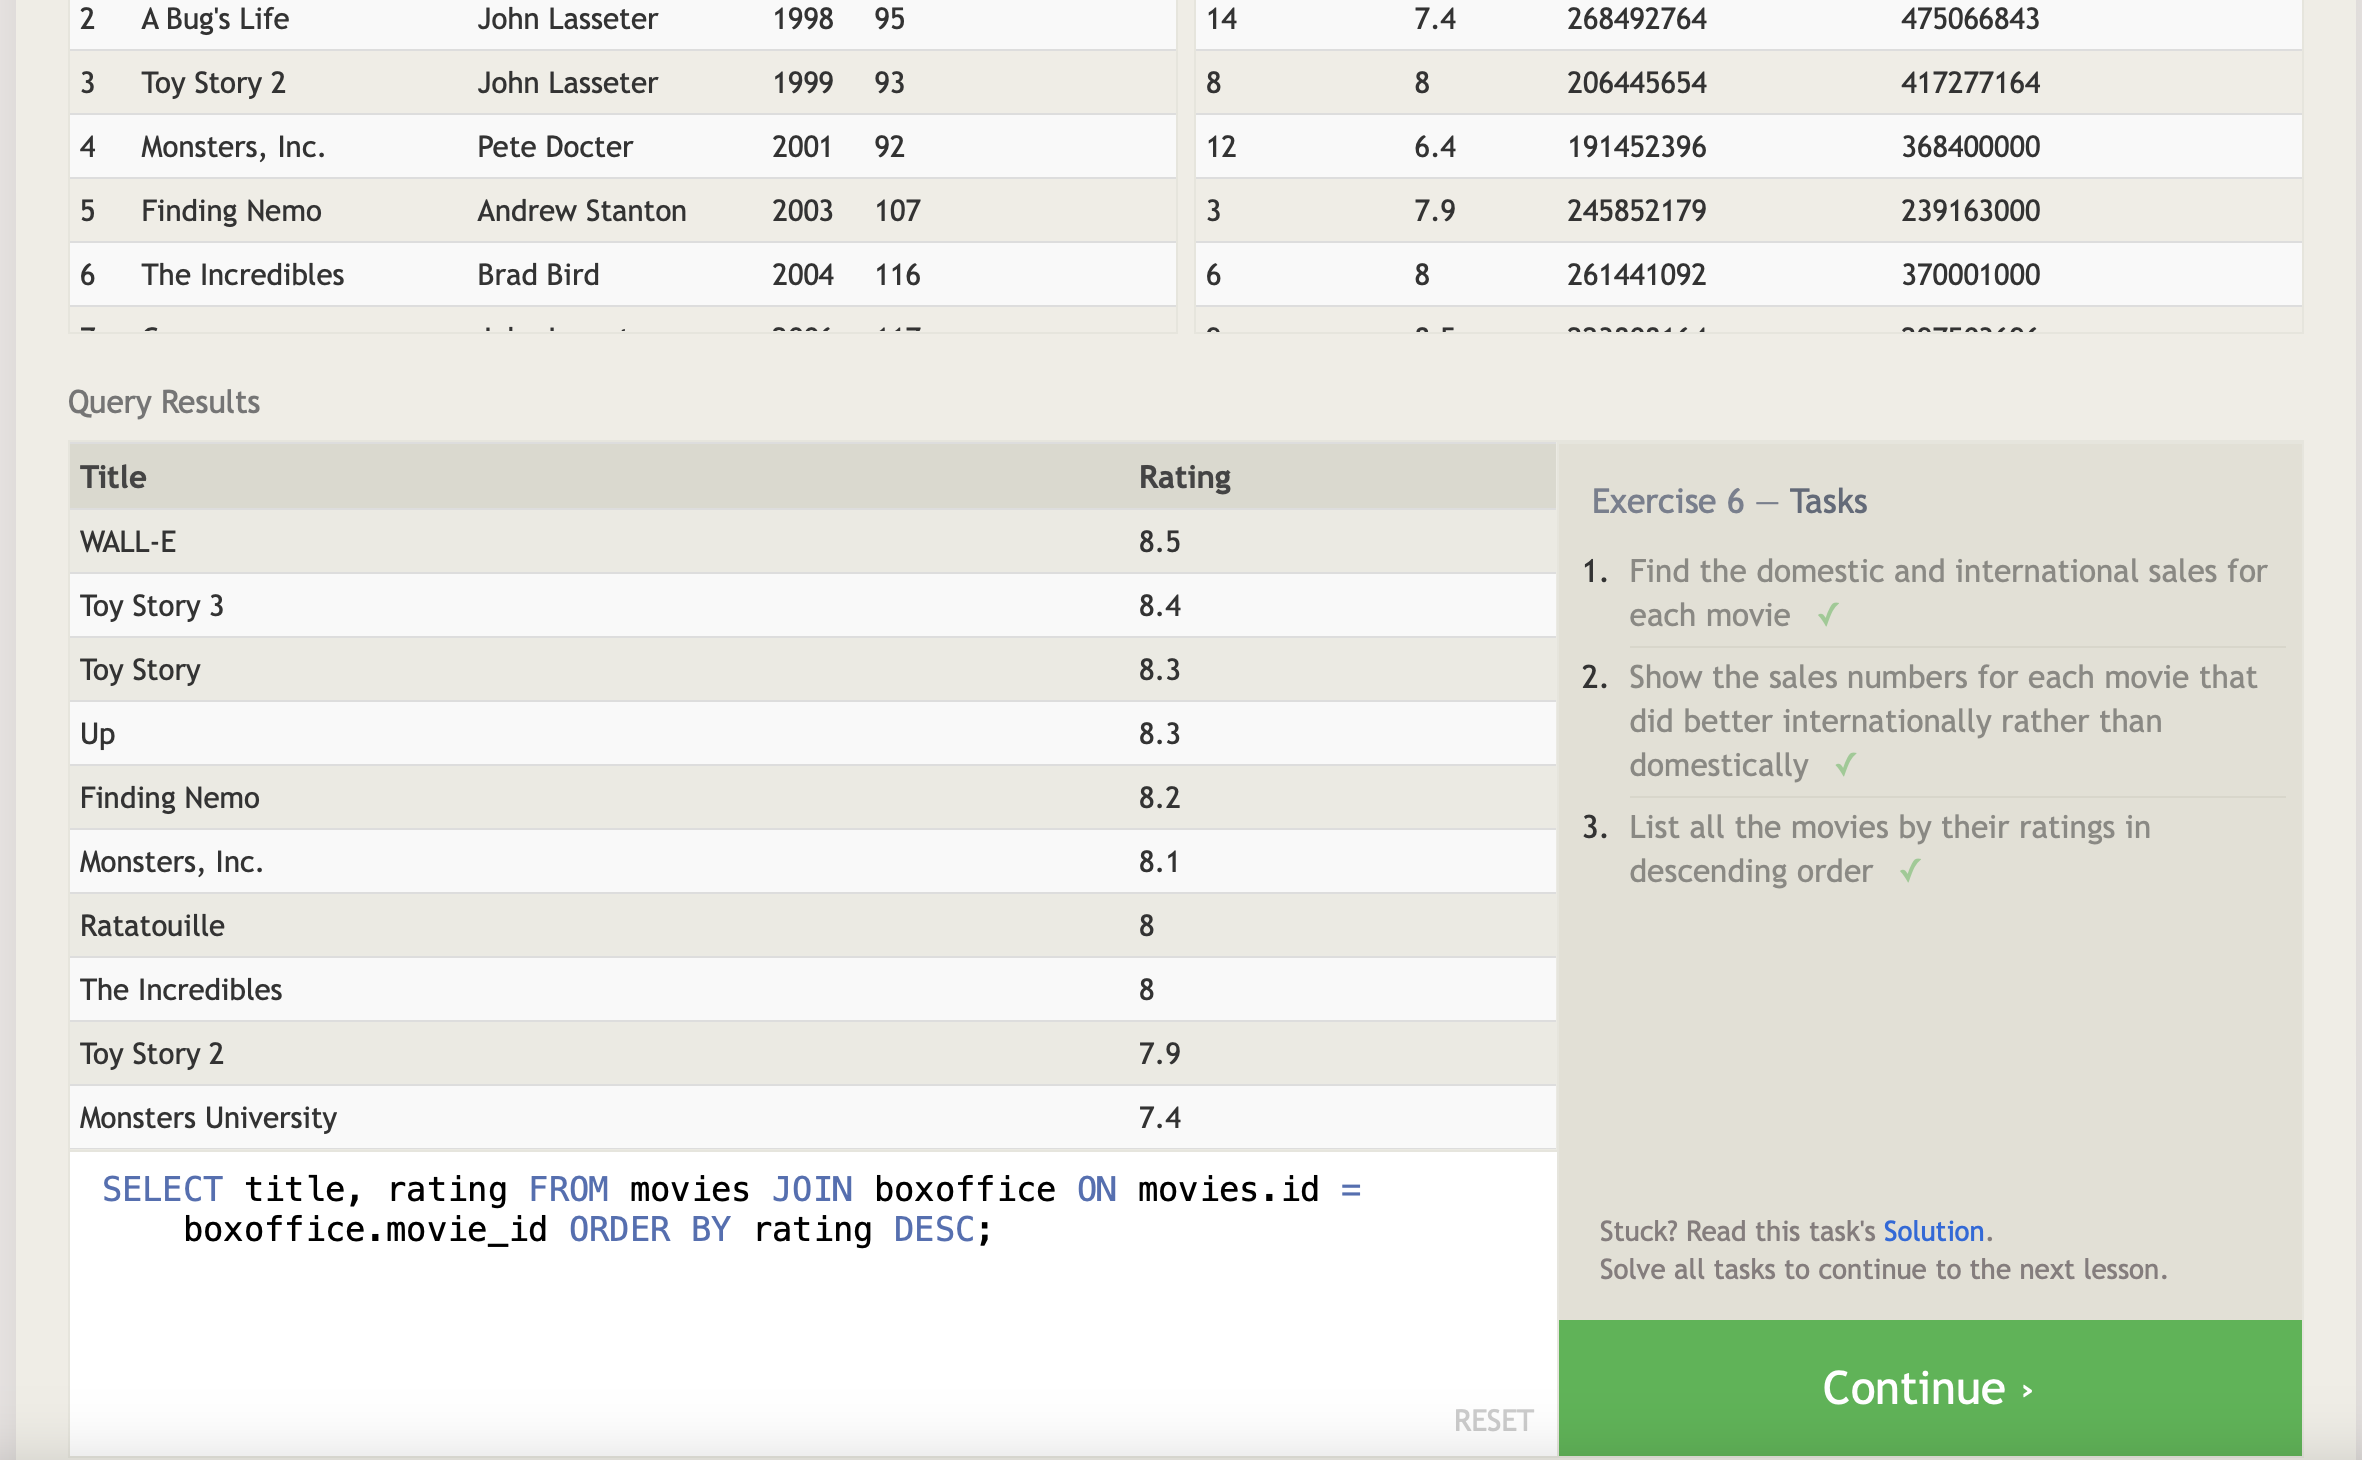 2 A Bug's Life John Lasseter 1998 95
3 Toy Story 2 John Lasseter 1999 93
4 Monsters, Inc. Pete Docter 2001 92
5 Finding Nemo Andrew Stanton 2003 107
6 The Incredibles Brad Bird 2004 116
14 7.4 268492764 475066843
8 8 206445654 417277164
12 6.4 191452396 368400000
3 7.9 245852179 239163000
6 8 261441092 370001000
Query Results
Title Rating
WALL-E 8.5
Toy Story 3 8.4
Toy Story 8.3
Up 8.3
Finding Nemo 8.2
Monsters, Inc. 8.1
Ratatouille 8
The Incredibles 8
Toy Story 2 7.9
Monsters University 7.4
SELECT title, rating FROM movies JOIN boxoffice ON movies.id =
boxoffice.movie_id ORDER BY rating DESC;
RESET
Exercise 6 — Tasks
1. Find the domestic and international sales for
each movie ✓
2. Show the sales numbers for each movie that
did better internationally rather than
domestically ✓
3. List all the movies by their ratings in
descending order ✓
Stuck? Read this task's Solution.
Solve all tasks to continue to the next lesson.
Continue ›